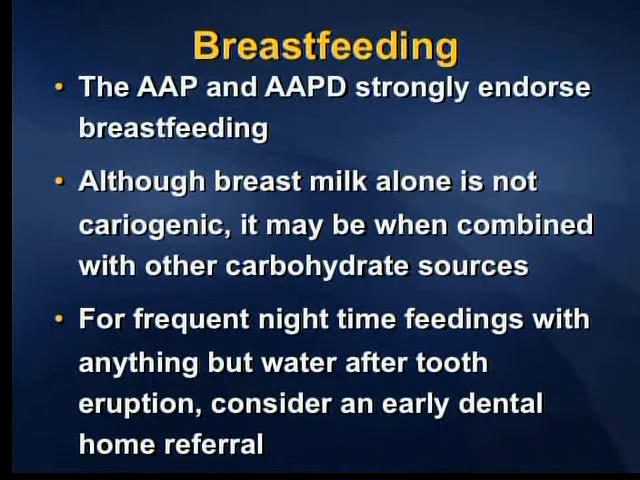 Breastfeeding
• The AAP and AAPD strongly endorse
breastfeeding
• Although breast milk alone is not
cariogenic, it may be when combined
with other carbohydrate sources
• For frequent night time feedings with
anything but water after tooth
eruption, consider an early dental
home referral